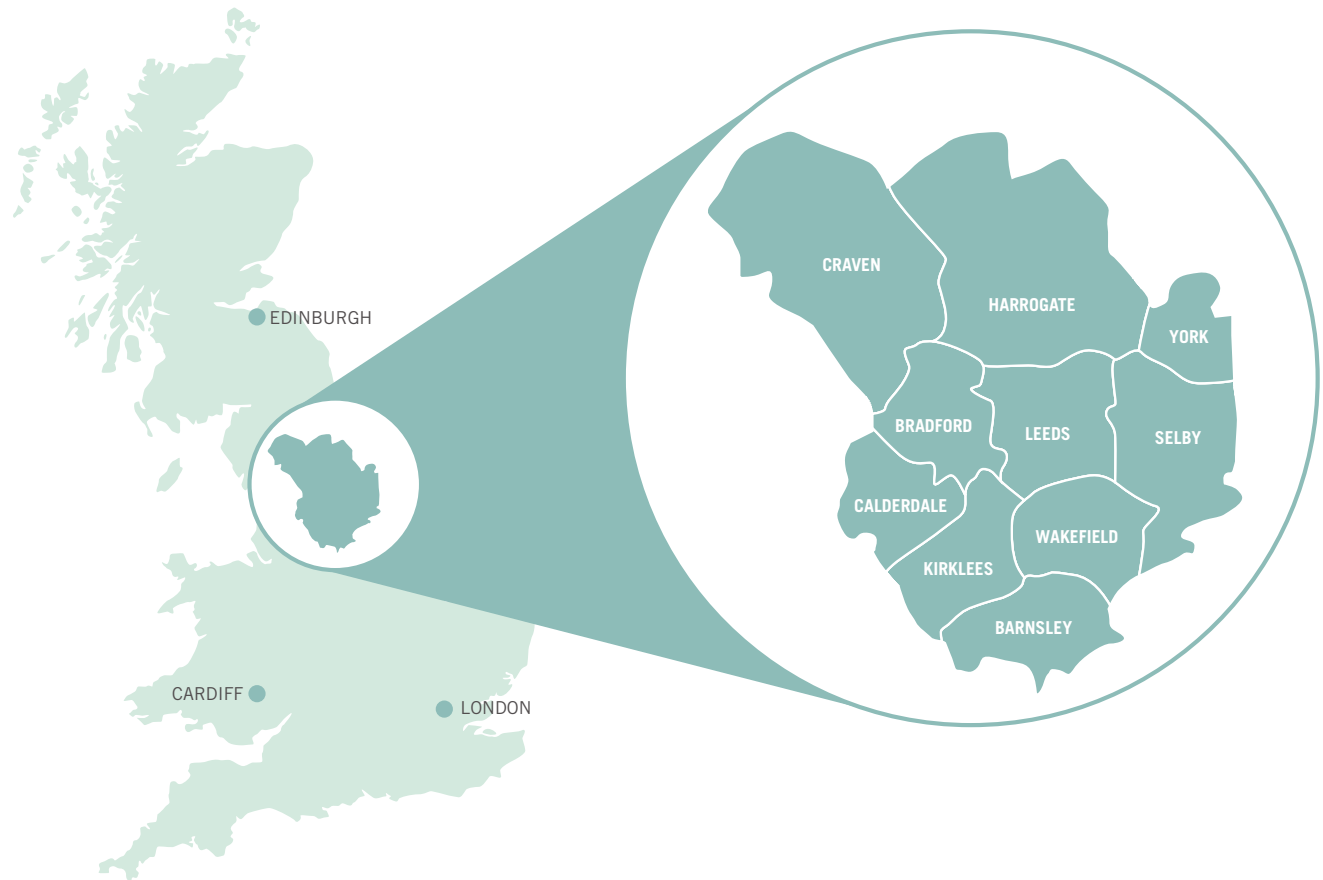 EDINBURGH
CARDIFF
LONDON
CRAVEN
HARROGATE
YORK
BRADFORD
LEEDS
SELBY
CALDERDALE
WAKEFIELD
KIRKLEES
BARNSLEY